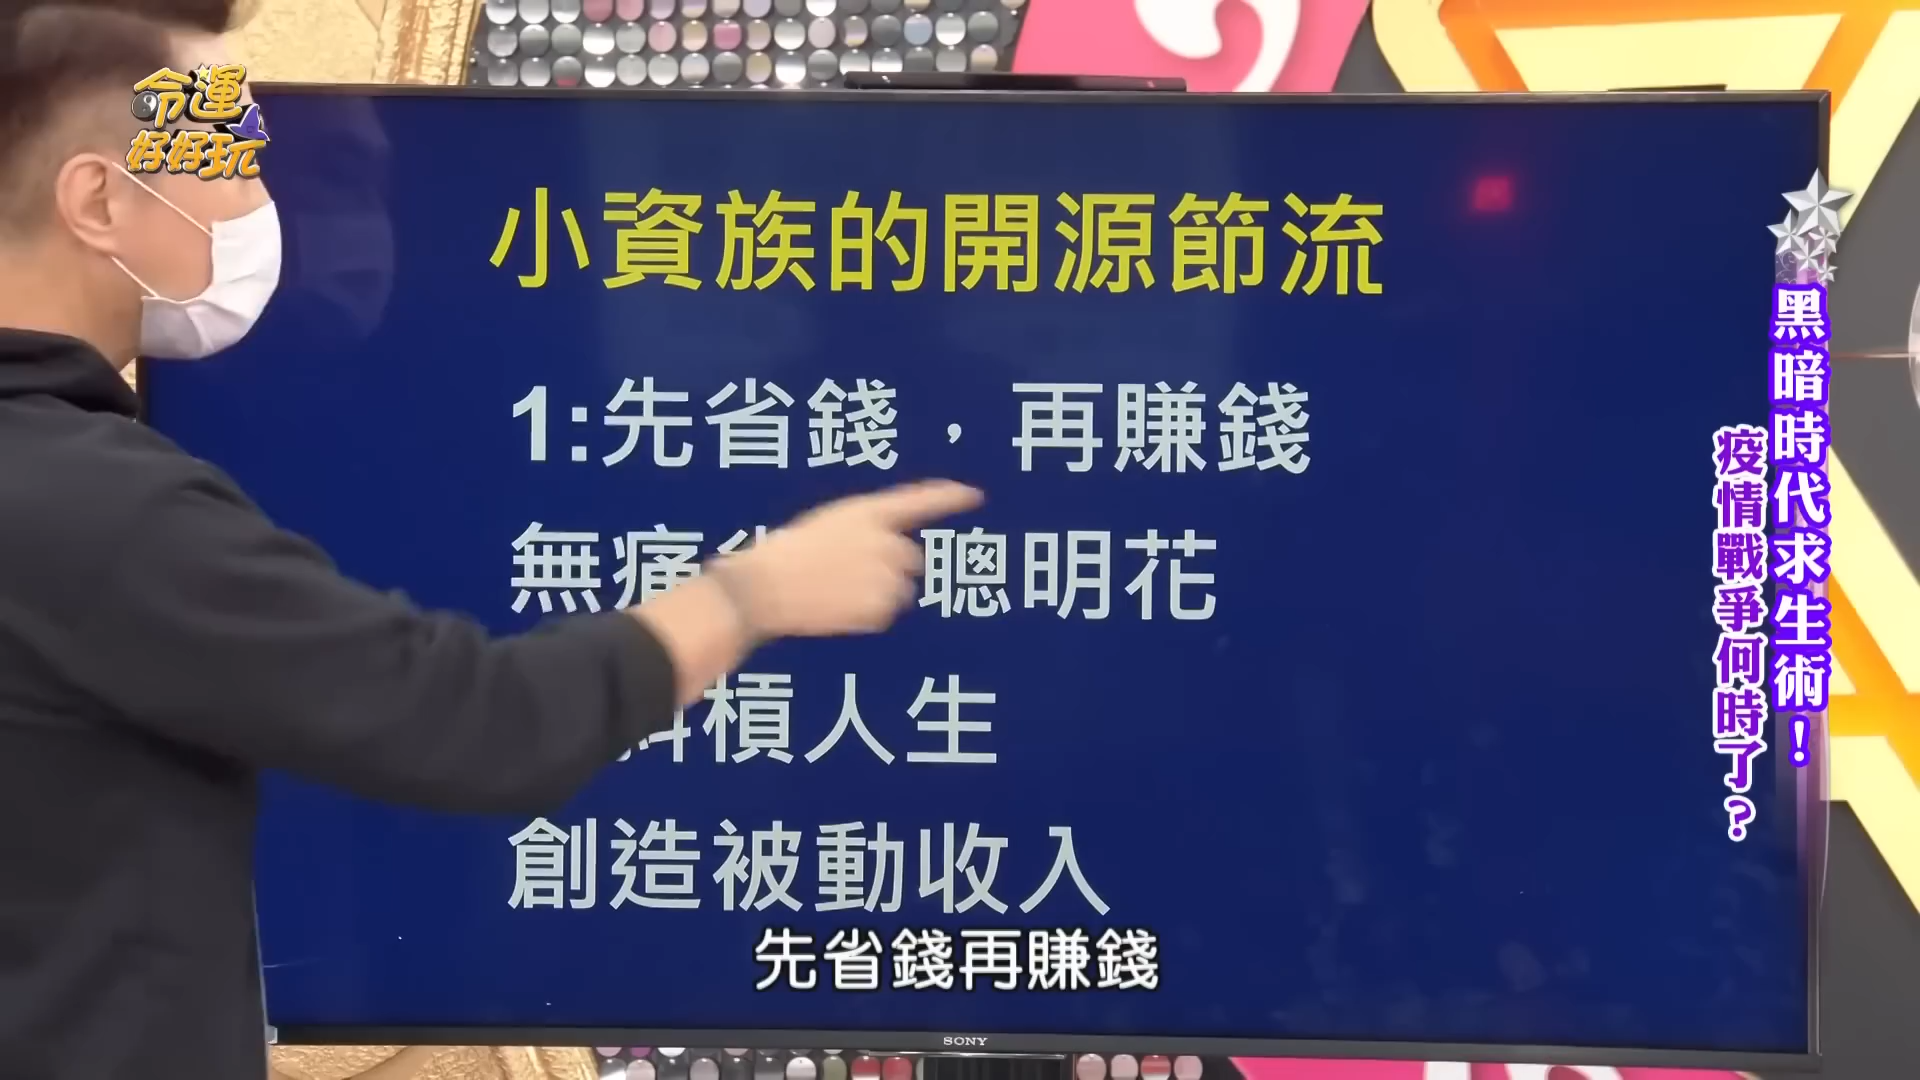 命運
好好玩
小資族的開源節流
1:先省錢，再賺錢
無痛 聰明花
槓人生
創造被動收入
先省錢再賺錢
黑暗時代求生術！
疫情戰爭何時了？
SONY